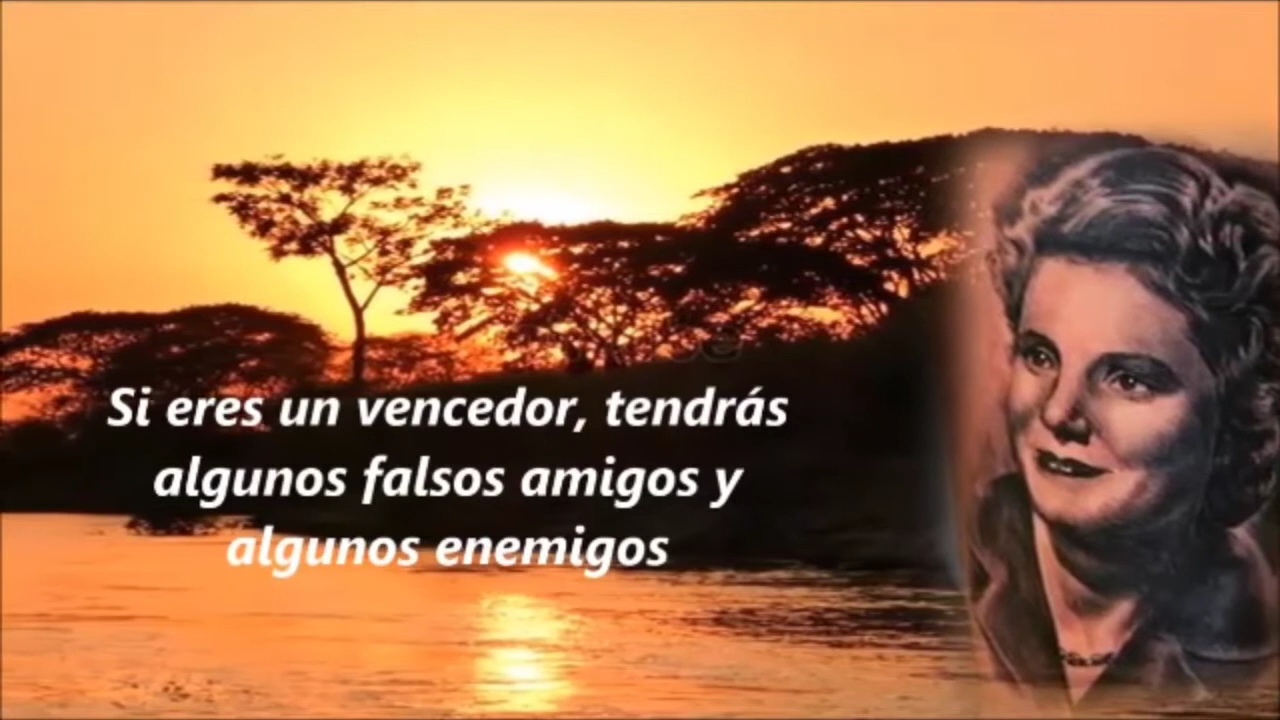 Si eres un vencedor, tendrás
algunos falsos amigos y
algunos enemigos